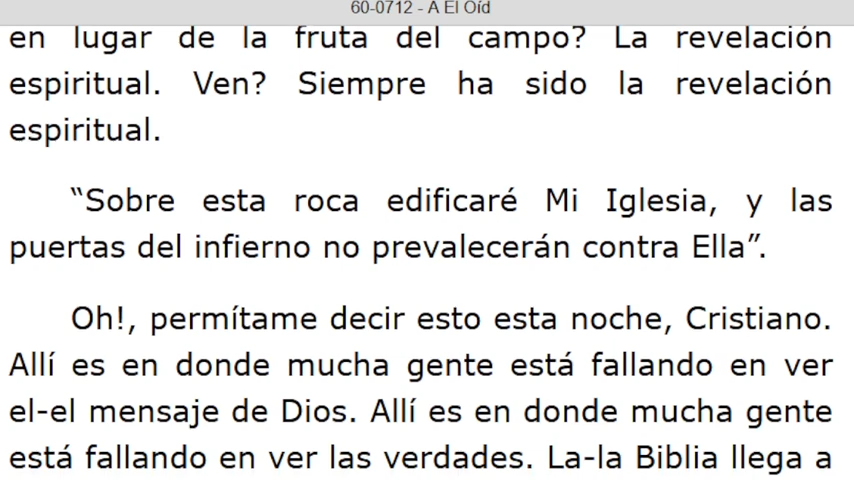 60-0712 - A El Oíd
en lugar de la fruta del campo? La revelación
espiritual. Ven? Siempre ha sido la revelación
espiritual.
“Sobre esta roca edificaré Mi Iglesia, y las
puertas del infierno no prevalecerán contra Ella”.
Oh!, permítame decir esto esta noche, Cristiano.
Allí es en donde mucha gente está fallando en ver
el-el mensaje de Dios. Allí es en donde mucha gente
está fallando en ver las verdades. La-la Biblia llega a